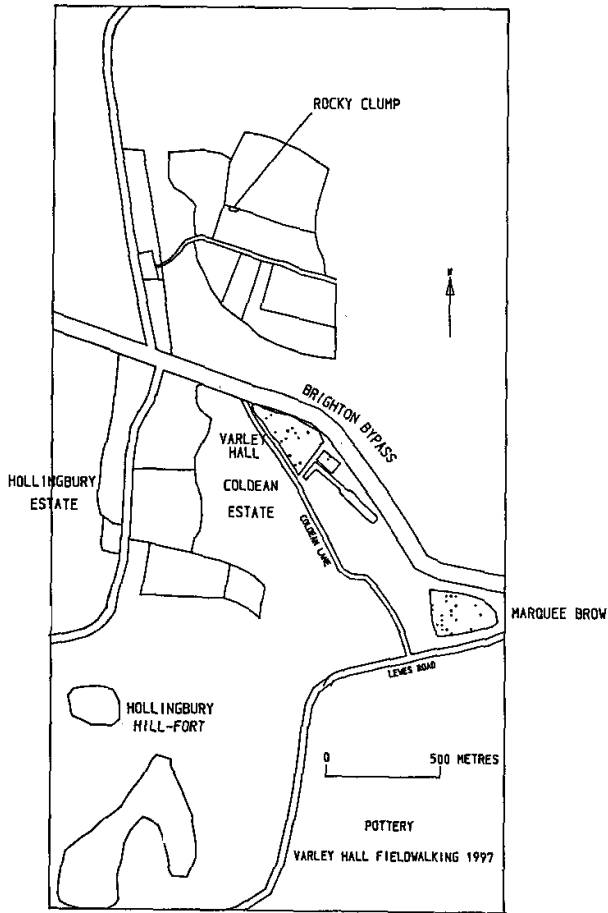 ROCKY CLUMP
N
BRIGHTON BYPASS
VARLEY
HALL
HOLLINGBURY
ESTATE
COLDEAN
ESTATE
COLDEAN LANE
MARQUEE BROW
LEWES ROAD
HOLLINGBURY
HILL-FORT
0 500 METRES
POTTERY
VARLEY HALL FIELDWALKING 1997